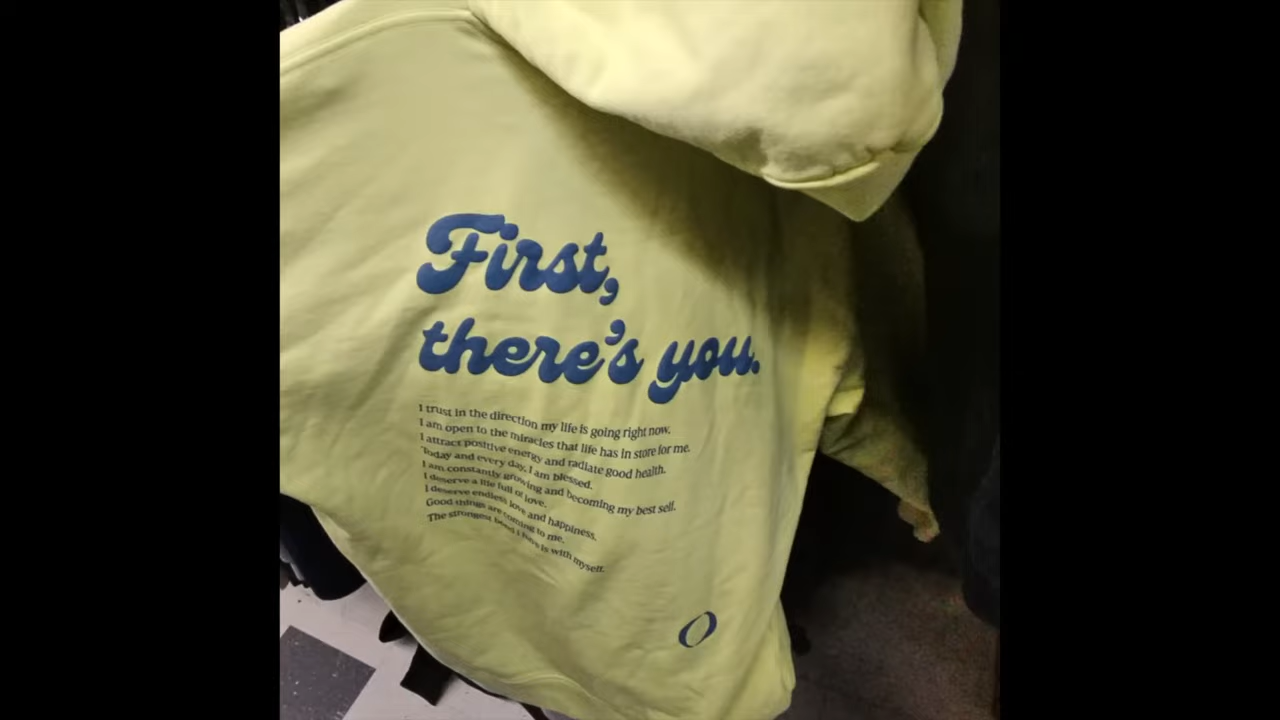 First,
there's you.
I trust in the direction my life is going right now.
I am open to the miracles that life has in store for me.
I attract positive energy and radiate good health.
Today and every day, I am blessed.
I am constantly growing and becoming my best self.
I deserve a life full of love.
I deserve endless love and happiness.
Good things are coming to me.
The strongest bond I have is with myself.
O